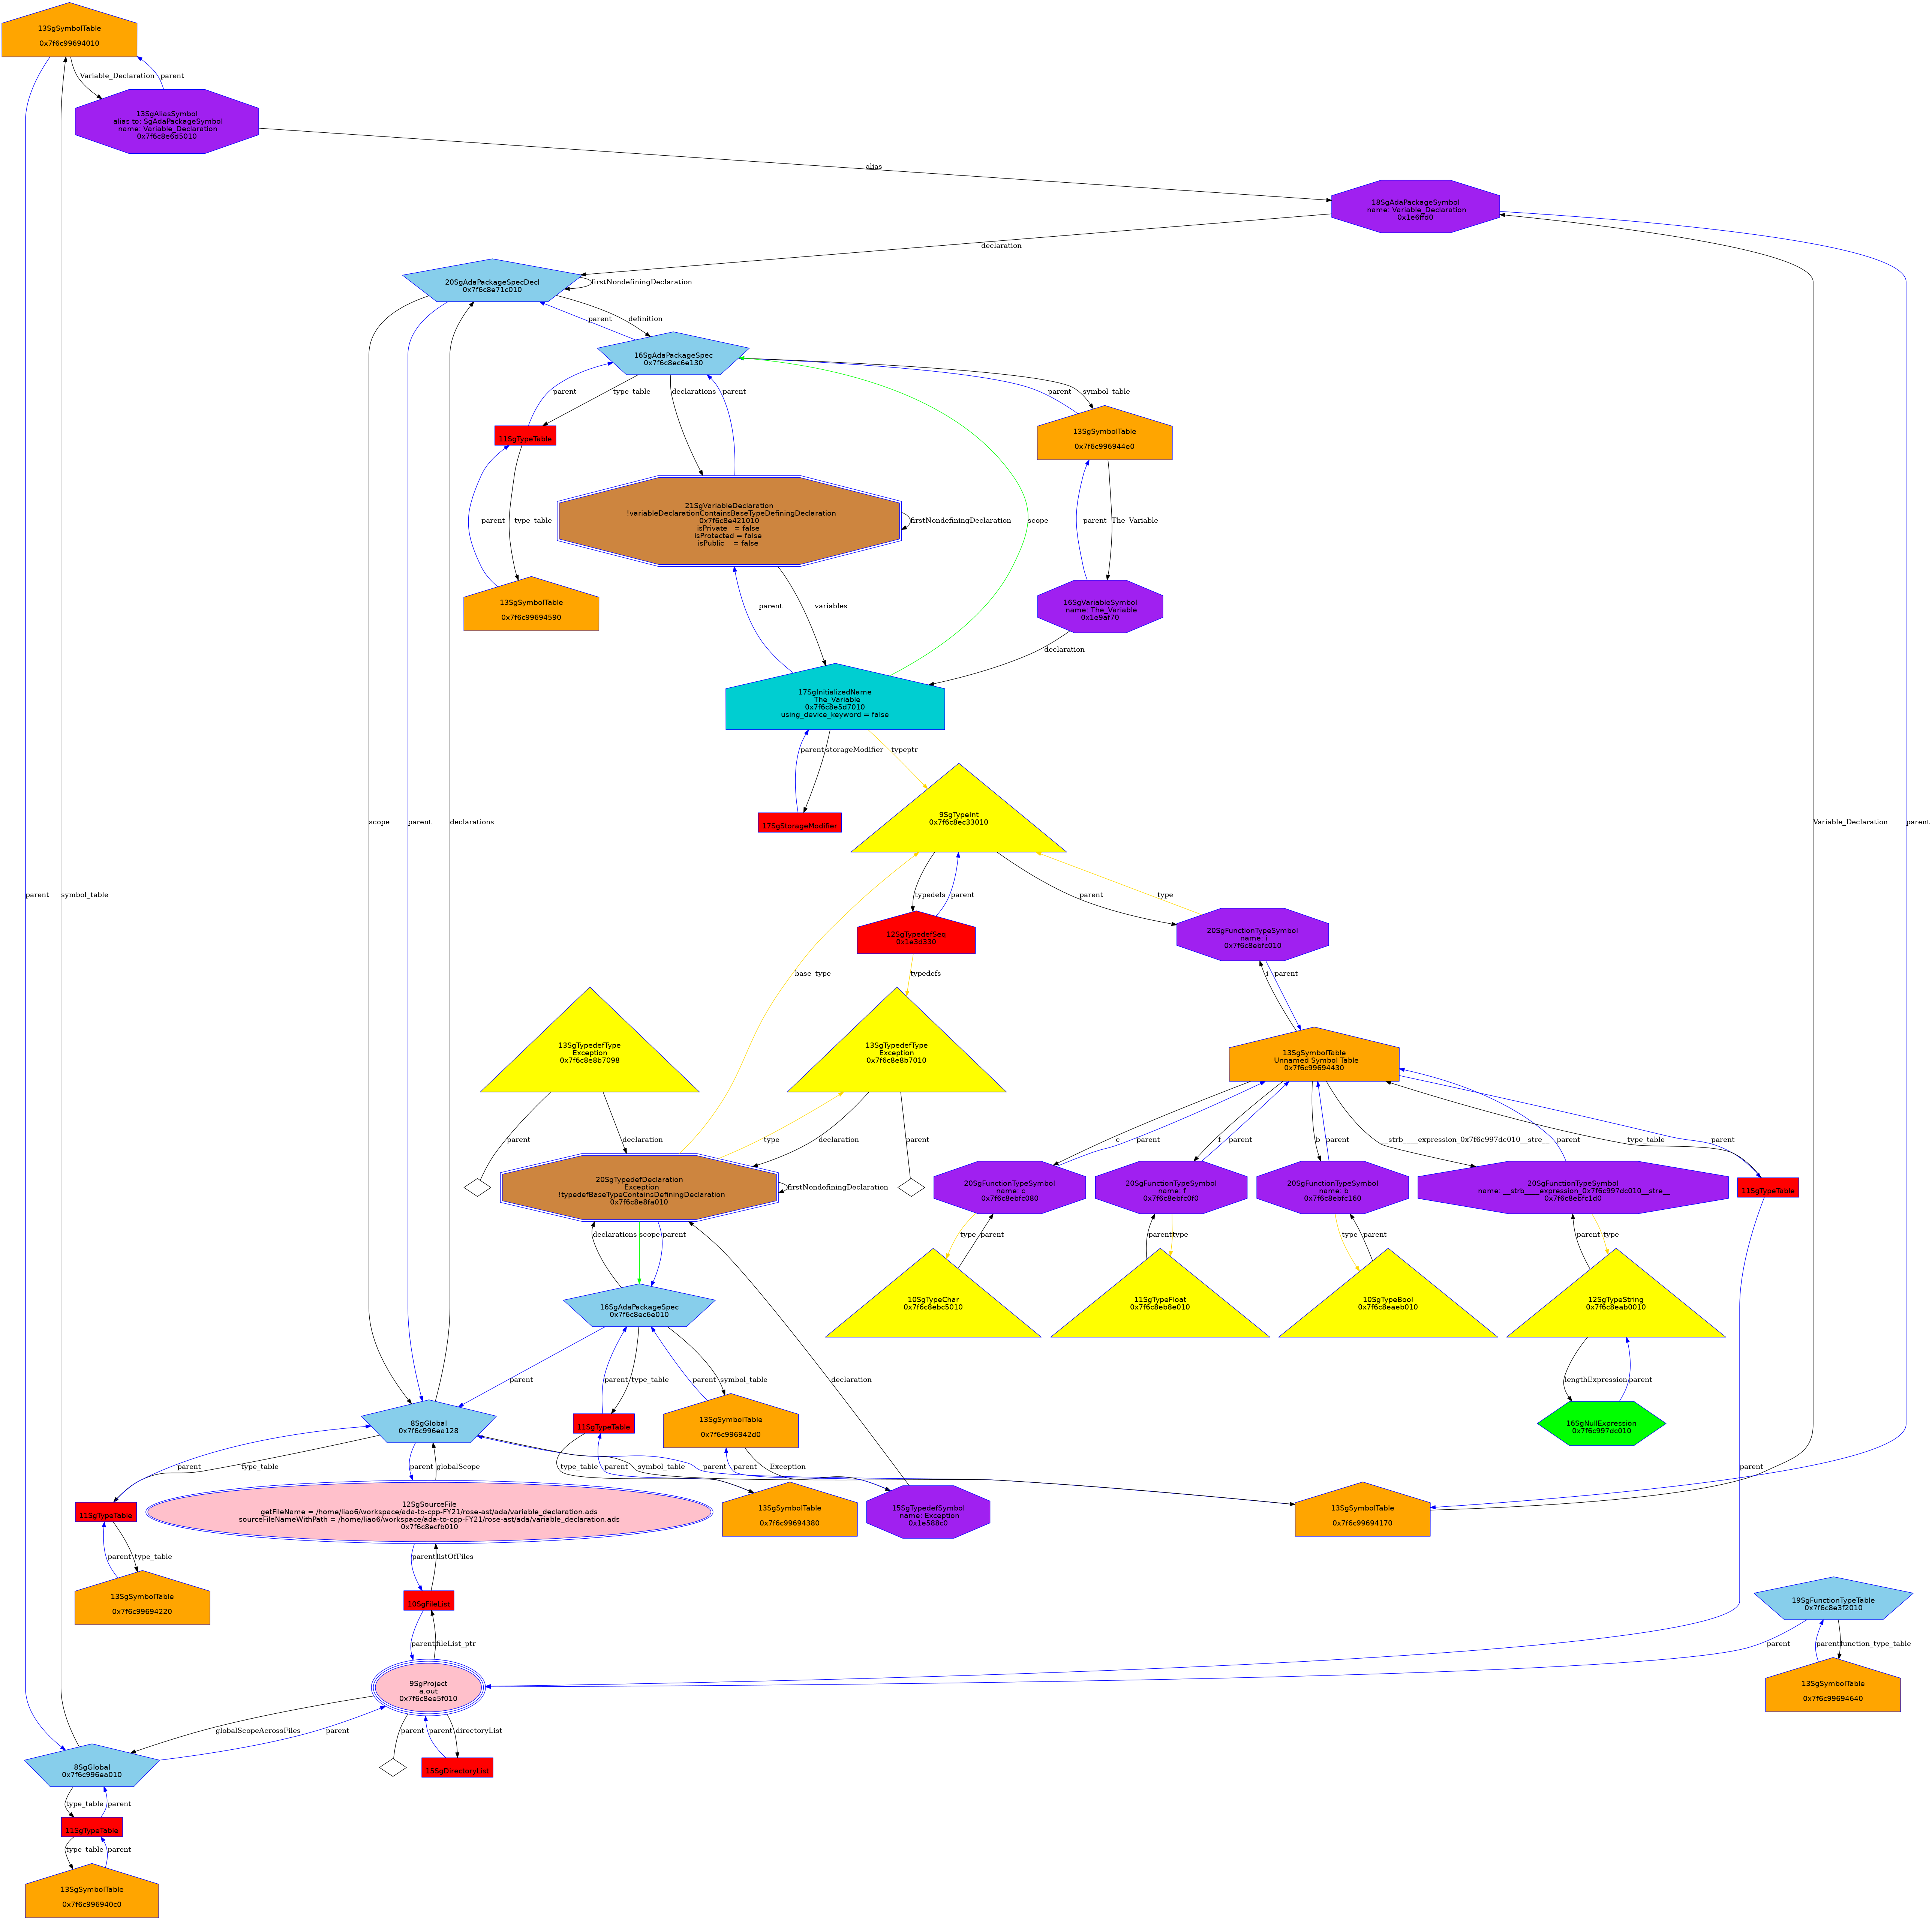 13SgSymbolTable
0x7f6c99694010
Variable_Declaration
parent
13SgAliasSymbol
alias to: SgAdaPackageSymbol
name: Variable_Declaration
0x7f6c8e6d5010
alias
18SgAdaPackageSymbol
name: Variable_Declaration
0x1e6ffd0
declaration
20SgAdaPackageSpecDecl
0x7f6c8e71c010
firstNondefiningDeclaration
parent
definition
16SgAdaPackageSpec
0x7f6c8ec6e130
parent
type_table
declarations
parent
parent
symbol_table
11SgTypeTable
13SgSymbolTable
0x7f6c996944e0
21SgVariableDeclaration
!variableDeclarationContainsBaseTypeDefiningDeclaration
0x7f6c8e421010
isPrivate = false
isProtected = false
isPublic = false
firstNondefiningDeclaration
scope
parent
type_table
parent
The_Variable
13SgSymbolTable
0x7f6c99694590
16SgVariableSymbol
name: The_Variable
0x1e9af70
parent
variables
declaration
17SgInitializedName
The_Variable
0x7f6c8e5d7010
using_device_keyword = false
parent
storageModifier
typeptr
17SgStorageModifier
9SgTypeInt
0x7f6c8ec33010
scope
parent
declarations
Variable_Declaration
parent
parent
symbol_table
typedefs
parent
parent
type
12SgTypedefSeq
0x1e3d330
20SgFunctionTypeSymbol
name: i
0x7f6c8ebfc010
base_type
typedefs
i
parent
13SgTypedefType
Exception
0x7f6c8e8b7098
13SgTypedefType
Exception
0x7f6c8e8b7010
13SgSymbolTable
Unnamed Symbol Table
0x7f6c99694430
parent
declaration
type
declaration
parent
c
parent
f
parent
b
parent
__strb____expression_0x7f6c997dc010__stre__
parent
type_table
parent
20SgTypedefDeclaration
Exception
!typedefBaseTypeContainsDefiningDeclaration
0x7f6c8e8fa010
firstNondefiningDeclaration
20SgFunctionTypeSymbol
name: c
0x7f6c8ebfc080
20SgFunctionTypeSymbol
name: f
0x7f6c8ebfc0f0
20SgFunctionTypeSymbol
name: b
0x7f6c8ebfc160
20SgFunctionTypeSymbol
name: __strb____expression_0x7f6c997dc010__stre__
0x7f6c8ebfc1d0
11SgTypeTable
declarations
scope
parent
type
parent
parent
type
type
parent
parent
type
16SgAdaPackageSpec
0x7f6c8ec6e010
10SgTypeChar
0x7f6c8ebc5010
11SgTypeFloat
0x7f6c8eb8e010
10SgTypeBool
0x7f6c8eaeb010
12SgTypeString
0x7f6c8eab0010
parent
parent
type_table
parent
symbol_table
declaration
lengthExpression
parent
8SgGlobal
0x7f6c996ea128
11SgTypeTable
13SgSymbolTable
0x7f6c996942d0
16SgNullExpression
0x7f6c997dc010
parent
type_table
parent
globalScope
type_table
parent
symbol_table
parent
parent
Exception
parent
11SgTypeTable
12SgSourceFile
getFileName = /home/liao6/workspace/ada-to-cpp-FY21/rose-ast/ada/variable_declaration.ads
sourceFileNameWithPath = /home/liao6/workspace/ada-to-cpp-FY21/rose-ast/ada/variable_declaration.ads
0x7f6c8ecfb010
13SgSymbolTable
0x7f6c99694380
15SgTypedefSymbol
name: Exception
0x1e588c0
13SgSymbolTable
0x7f6c99694170
parent
type_table
parent
listOfFiles
13SgSymbolTable
0x7f6c99694220
10SgFileList
19SgFunctionTypeTable
0x7f6c8e3f2010
parent
fileList_ptr
parent
parent
function_type_table
9SgProject
a.out
0x7f6c8ee5f010
13SgSymbolTable
0x7f6c99694640
globalScopeAcrossFiles
parent
parent
parent
directoryList
8SgGlobal
0x7f6c996ea010
15SgDirectoryList
type_table
parent
11SgTypeTable
type_table
parent
13SgSymbolTable
0x7f6c996940c0